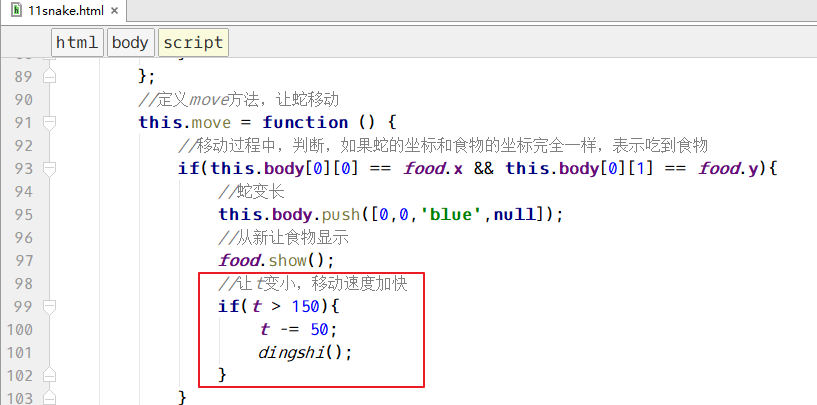 11snake.html ×
html body script
89 };
90 //定义move方法，让蛇移动
91 this.move = function () {
92 //移动过程中，判断，如果蛇的坐标和食物的坐标完全一样，表示吃到食物
93 if(this.body[0][0] == food.x && this.body[0][1] == food.y){
94 //蛇变长
95 this.body.push([0,0,'blue',null]);
96 //从新让食物显示
97 food.show();
98 //让t变小，移动速度加快
99 if(t > 150){
100 t -= 50;
101 dingshi();
102 }
103 }